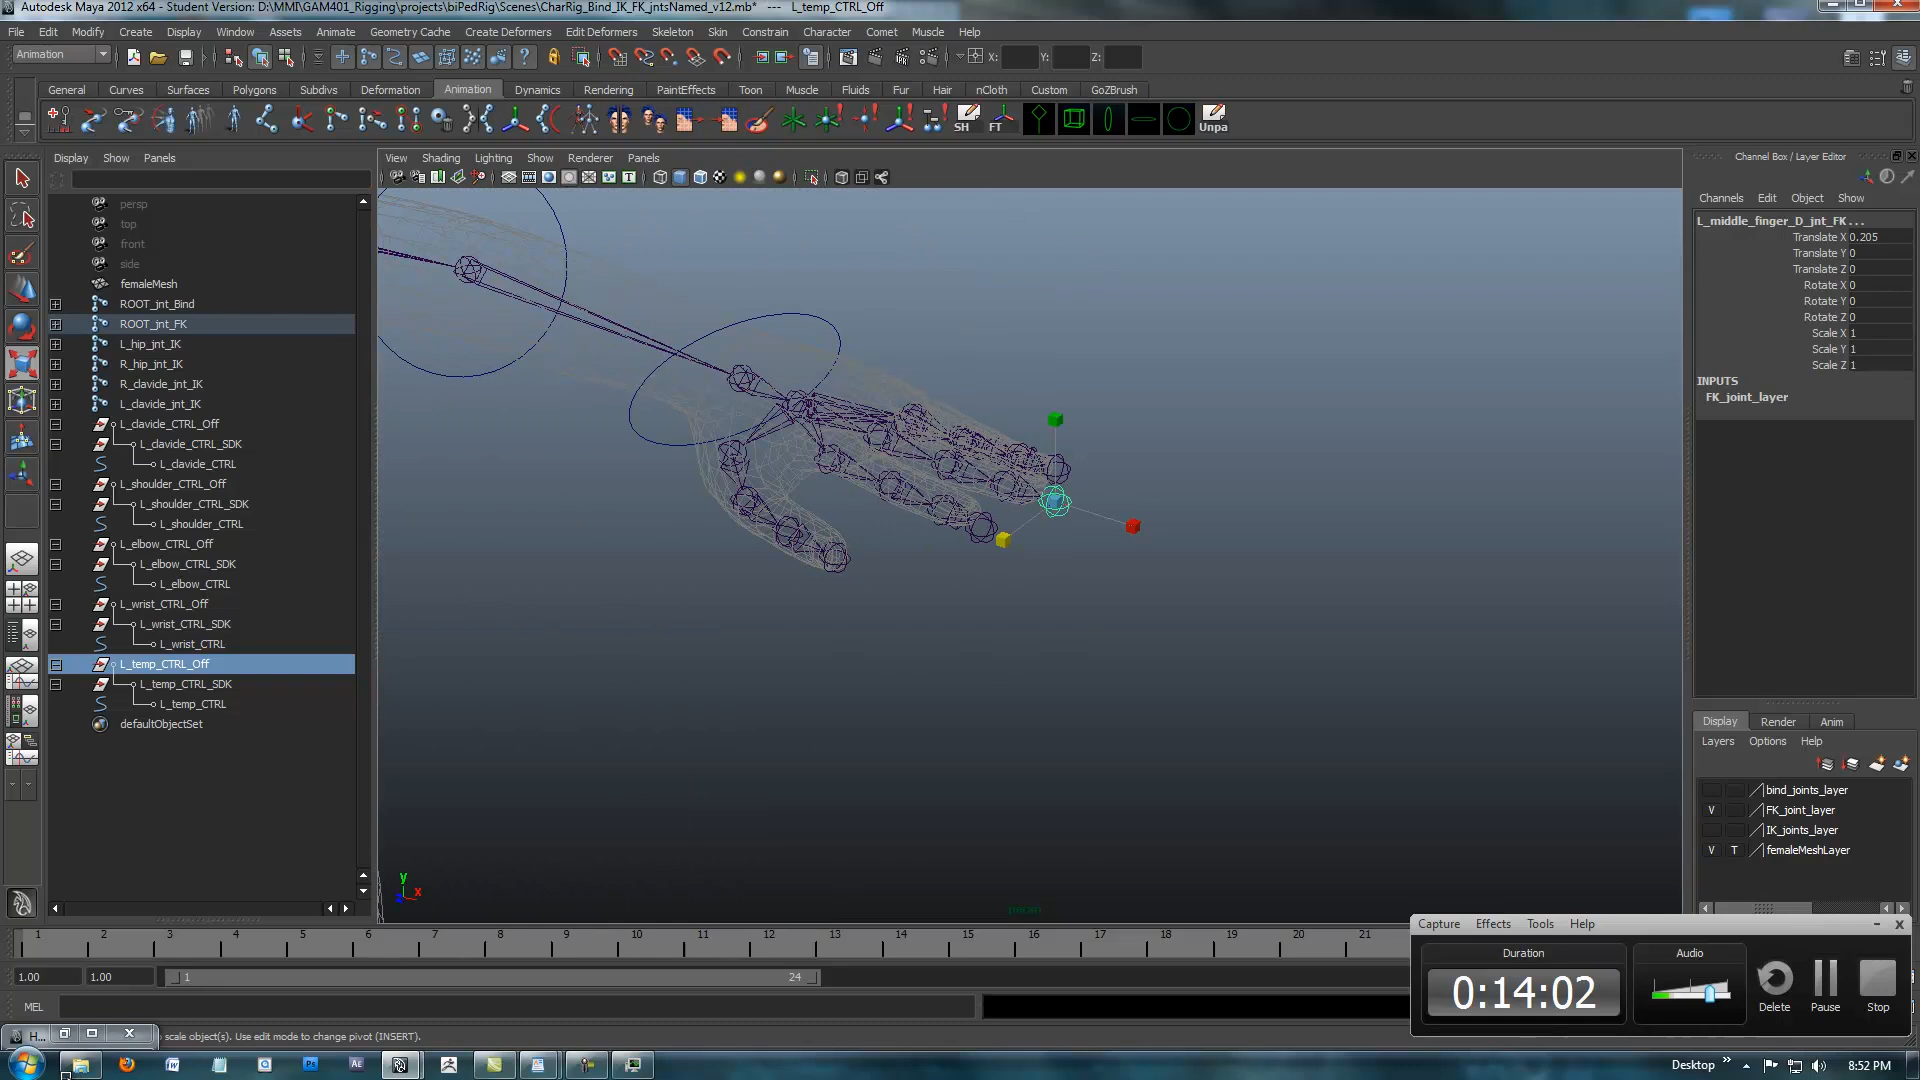 Autodesk Maya 2012 x64 - Student Version: D:\MMI\GAM401_Rigging\projects\biPedRig\Scenes\CharRig_Bind_IK_FK_jntsNamed_v12.mb* --- L_temp_CTRL_Off
File Edit Modify Create Display Window Assets Animate Geometry Cache Create Deformers Edit Deformers Skeleton Skin Constrain Character Comet Muscle Help
Animation X: Y: Z:
General Curves Surfaces Polygons Subdivs Deformation Animation Dynamics Rendering PaintEffects Toon Muscle Fluids Fur Hair nCloth Custom GoZBrush
SH FT Unpa
Display Show Panels
View Shading Lighting Show Renderer Panels
Channel Box / Layer Editor
Channels Edit Object Show
persp
top
front
side
femaleMesh
ROOT_jnt_Bind
ROOT_jnt_FK
L_hip_jnt_IK
R_hip_jnt_IK
R_clavicle_jnt_IK
L_clavicle_jnt_IK
L_clavicle_CTRL_Off
L_clavicle_CTRL_SDK
L_clavicle_CTRL
L_shoulder_CTRL_Off
L_shoulder_CTRL_SDK
L_shoulder_CTRL
L_elbow_CTRL_Off
L_elbow_CTRL_SDK
L_elbow_CTRL
L_wrist_CTRL_Off
L_wrist_CTRL_SDK
L_wrist_CTRL
L_temp_CTRL_Off
L_temp_CTRL_SDK
L_temp_CTRL
defaultObjectSet
y
x
persp
L_middle_finger_D_jnt_FK . . .
Translate X 0.205
Translate Y 0
Translate Z 0
Rotate X 0
Rotate Y 0
Rotate Z 0
Scale X 1
Scale Y 1
Scale Z 1
INPUTS
FK_joint_layer
Display Render Anim
Layers Options Help
bind_joints_layer
V FK_joint_layer
IK_joints_layer
V T femaleMeshLayer
1 2 3 4 5 6 7 8 9 10 11 12 13 14 15 16 17 18 19 20 21
1.00 1.00 1 24
MEL
scale object(s). Use edit mode to change pivot (INSERT).
H...
Capture Effects Tools Help
Duration Audio
0:14:02
Delete Pause Stop
Desktop 8:52 PM